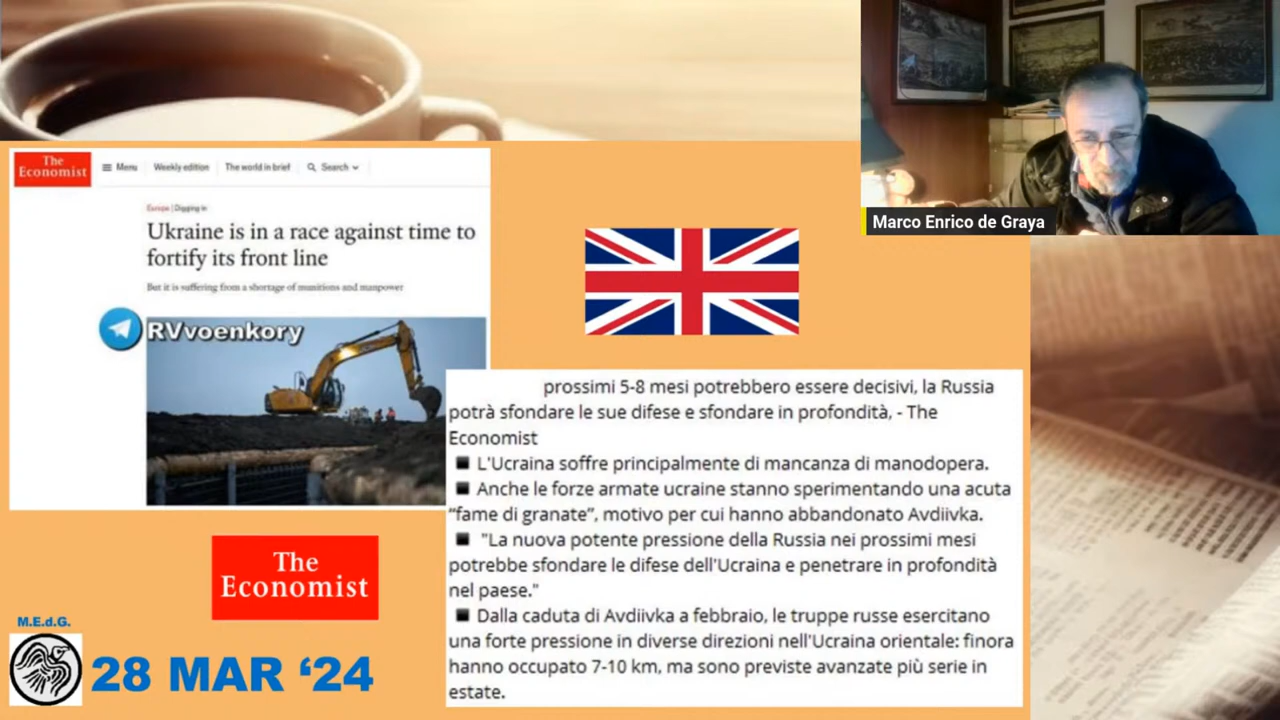 The
Economist
Menu
Weekly edition
The world in brief
Search
Europe | Digging in
Ukraine is in a race against time to
fortify its front line
But it is suffering from a shortage of munitions and manpower
RVvoenkory
Marco Enrico de Graya
prossimi 5-8 mesi potrebbero essere decisivi, la Russia
potrà sfondare le sue difese e sfondare in profondità, - The
Economist
L'Ucraina soffre principalmente di mancanza di manodopera.
Anche le forze armate ucraine stanno sperimentando una acuta
“fame di granate”, motivo per cui hanno abbandonato Avdiivka.
"La nuova potente pressione della Russia nei prossimi mesi
potrebbe sfondare le difese dell'Ucraina e penetrare in profondità
nel paese."
Dalla caduta di Avdiivka a febbraio, le truppe russe esercitano
una forte pressione in diverse direzioni nell'Ucraina orientale: finora
hanno occupato 7-10 km, ma sono previste avanzate più serie in
estate.
The
Economist
M.E.d.G.
28 MAR ‘24